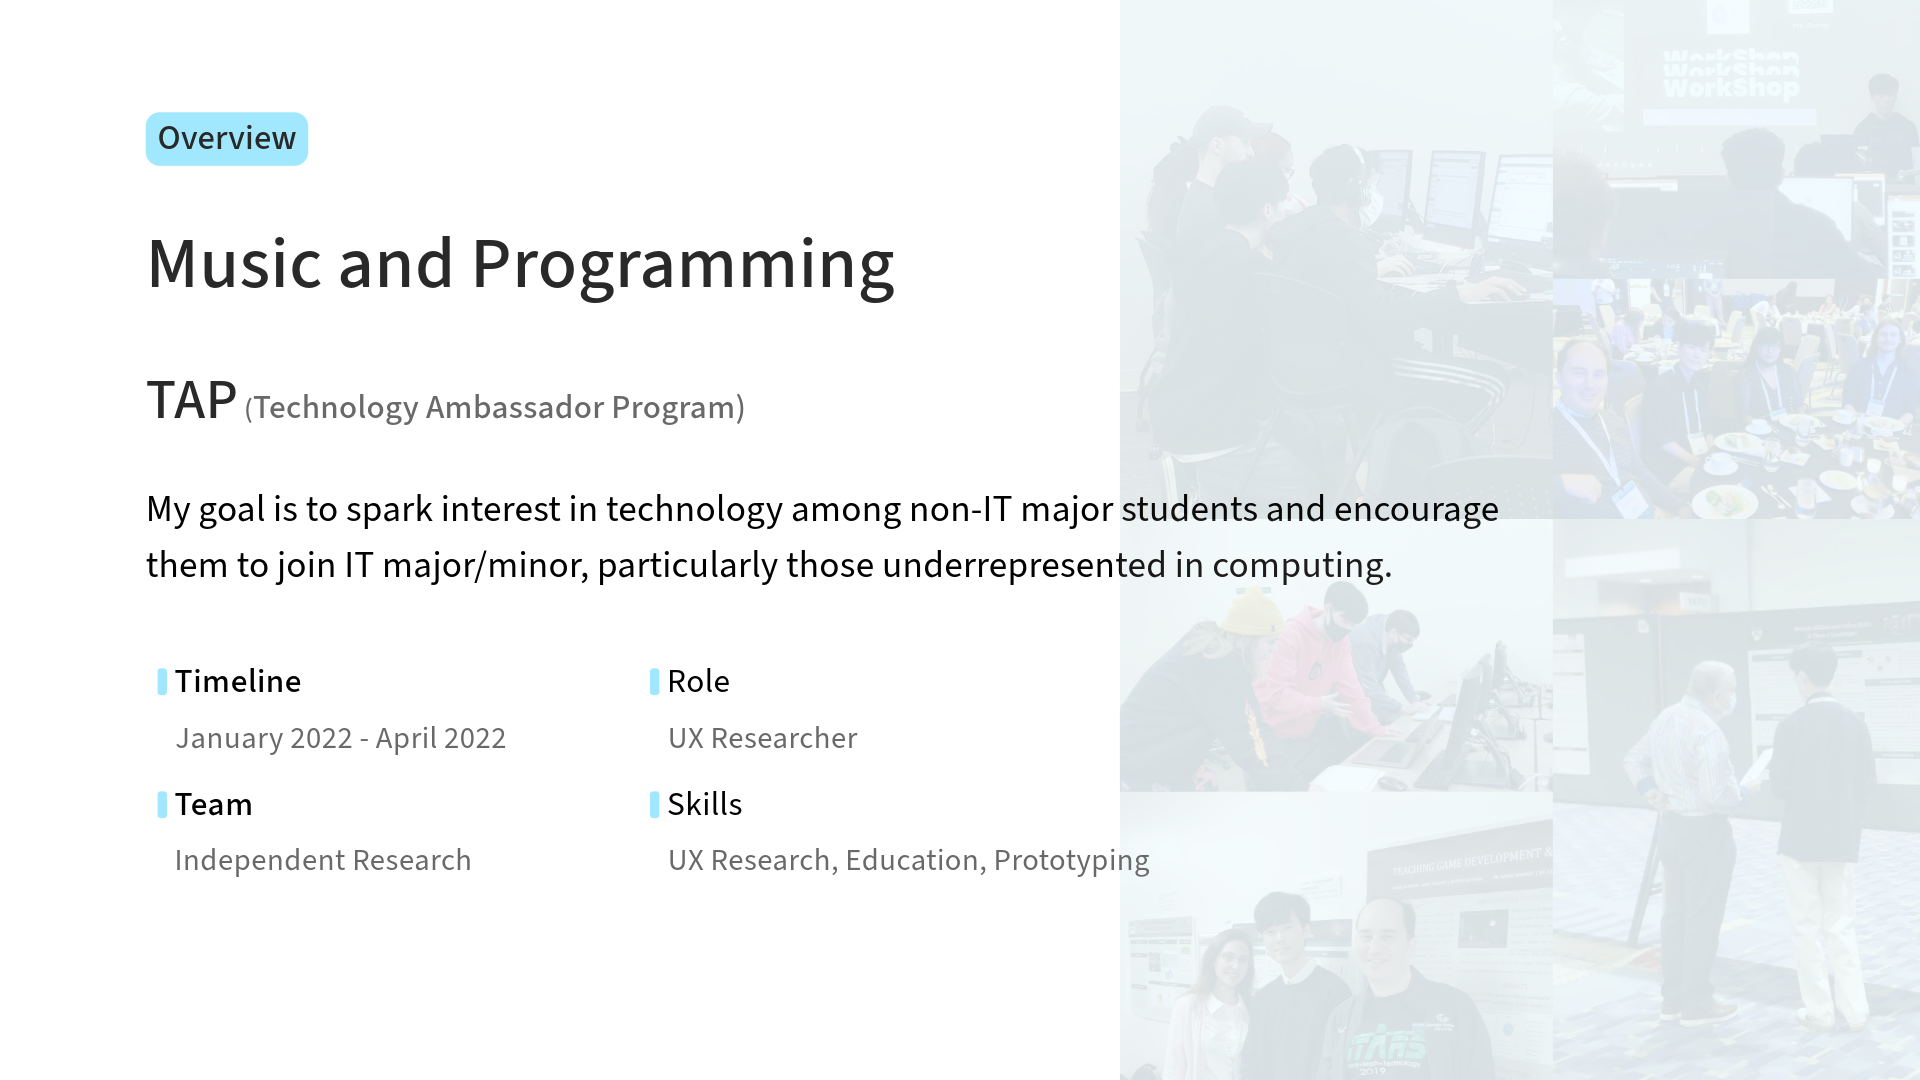 Overview
Music and Programming
TAP (Technology Ambassador Program)
My goal is to spark interest in technology among non-IT major students and encourage
them to join IT major/minor, particularly those underrepresented in computing.
Timeline
January 2022 - April 2022
Role
UX Researcher
Team
Independent Research
Skills
UX Research, Education, Prototyping
WorkShop
WorkShop
WorkShop
TEACHING GAME DEVELOPMENT &
2019